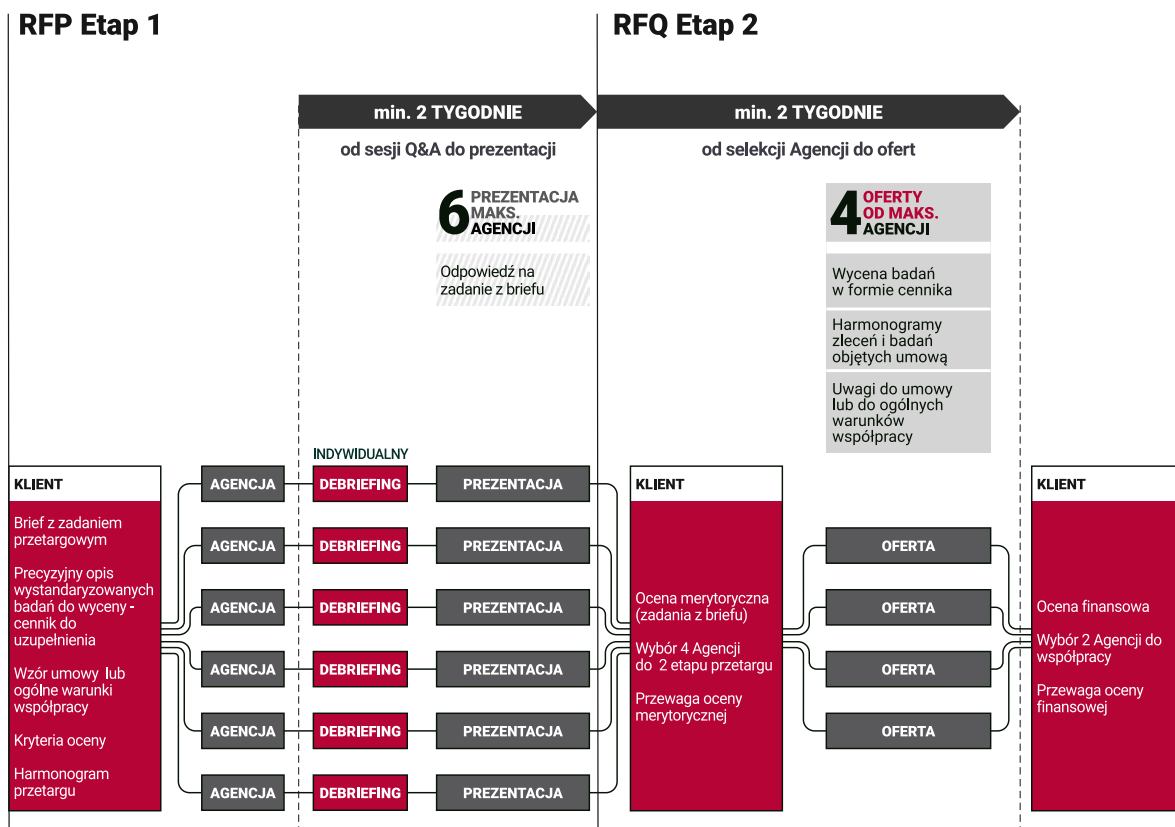 RFP Etap 1
RFQ Etap 2
min. 2 TYGODNIE
min. 2 TYGODNIE
od sesji Q&A do prezentacji
od selekcji Agencji do ofert
6 PREZENTACJA
MAKS.
AGENCJI
Odpowiedź na
zadanie z briefu
4 OFERTY
OD MAKS.
AGENCJI
Wycena badań
w formie cennika
Harmonogramy
zleceń i badań
objętych umową
Uwagi do umowy
lub do ogólnych
warunków
współpracy
KLIENT
Brief z zadaniem
przetargowym
Precyzyjny opis
wystandaryzowanych
badań do wyceny -
cennik do
uzupełnienia
Wzór umowy lub
ogólne warunki
współpracy
Kryteria oceny
Harmonogram
przetargu
INDYWIDUALNY
AGENCJA DEBRIEFING PREZENTACJA
AGENCJA DEBRIEFING PREZENTACJA
AGENCJA DEBRIEFING PREZENTACJA
AGENCJA DEBRIEFING PREZENTACJA
AGENCJA DEBRIEFING PREZENTACJA
AGENCJA DEBRIEFING PREZENTACJA
KLIENT
Ocena merytoryczna
(zadania z briefu)
Wybór 4 Agencji
do 2 etapu przetargu
Przewaga oceny
merytorycznej
OFERTA
OFERTA
OFERTA
OFERTA
KLIENT
Ocena finansowa
Wybór 2 Agencji do
współpracy
Przewaga oceny
finansowej